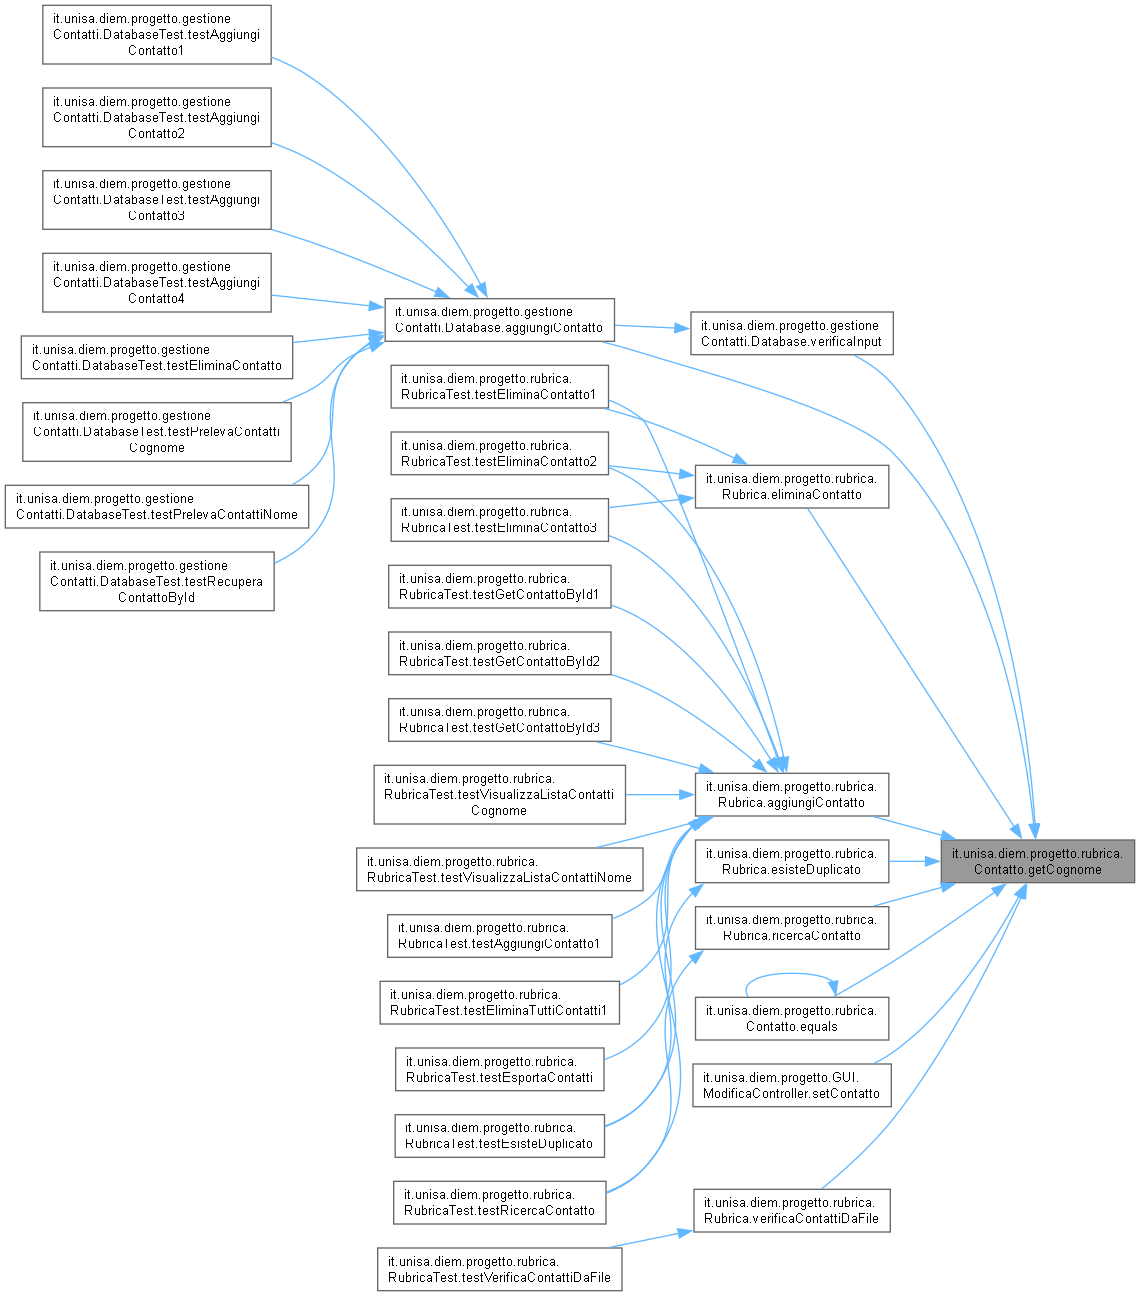 it.unisa.diem.progetto.gestione
Contatti.DatabaseTest.testAggiungi
Contatto1
it.unisa.diem.progetto.gestione
Contatti.DatabaseTest.testAggiungi
Contatto2
it.unisa.diem.progetto.gestione
Contatti.DatabaseTest.testAggiungi
Contatto3
it.unisa.diem.progetto.gestione
Contatti.DatabaseTest.testAggiungi
Contatto4
it.unisa.diem.progetto.gestione
Contatti.DatabaseTest.testEliminaContatto
it.unisa.diem.progetto.gestione
Contatti.DatabaseTest.testPrelevaContatti
Cognome
it.unisa.diem.progetto.gestione
Contatti.DatabaseTest.testPrelevaContattiNome
it.unisa.diem.progetto.gestione
Contatti.DatabaseTest.testRecupera
ContattoById
it.unisa.diem.progetto.gestione
Contatti.Database.aggiungiContatto
it.unisa.diem.progetto.rubrica.
RubricaTest.testEliminaContatto1
it.unisa.diem.progetto.rubrica.
RubricaTest.testEliminaContatto2
it.unisa.diem.progetto.rubrica.
RubricaTest.testEliminaContatto3
it.unisa.diem.progetto.rubrica.
RubricaTest.testGetContattoById1
it.unisa.diem.progetto.rubrica.
RubricaTest.testGetContattoById2
it.unisa.diem.progetto.rubrica.
RubricaTest.testGetContattoById3
it.unisa.diem.progetto.rubrica.
RubricaTest.testVisualizzaListaContatti
Cognome
it.unisa.diem.progetto.rubrica.
RubricaTest.testVisualizzaListaContattiNome
it.unisa.diem.progetto.rubrica.
RubricaTest.testAggiungiContatto1
it.unisa.diem.progetto.rubrica.
RubricaTest.testEliminaTuttiContatti1
it.unisa.diem.progetto.rubrica.
RubricaTest.testEsportaContatti
it.unisa.diem.progetto.rubrica.
RubricaTest.testEsisteDuplicato
it.unisa.diem.progetto.rubrica.
RubricaTest.testRicercaContatto
it.unisa.diem.progetto.rubrica.
RubricaTest.testVerificaContattiDaFile
it.unisa.diem.progetto.gestione
Contatti.Database.verificaInput
it.unisa.diem.progetto.rubrica.
Rubrica.eliminaContatto
it.unisa.diem.progetto.rubrica.
Rubrica.aggiungiContatto
it.unisa.diem.progetto.rubrica.
Rubrica.esisteDuplicato
it.unisa.diem.progetto.rubrica.
Rubrica.ricercaContatto
it.unisa.diem.progetto.rubrica.
Contatto.equals
it.unisa.diem.progetto.GUI.
ModificaController.setContatto
it.unisa.diem.progetto.rubrica.
Rubrica.verificaContattiDaFile
it.unisa.diem.progetto.rubrica.
Contatto.getCognome